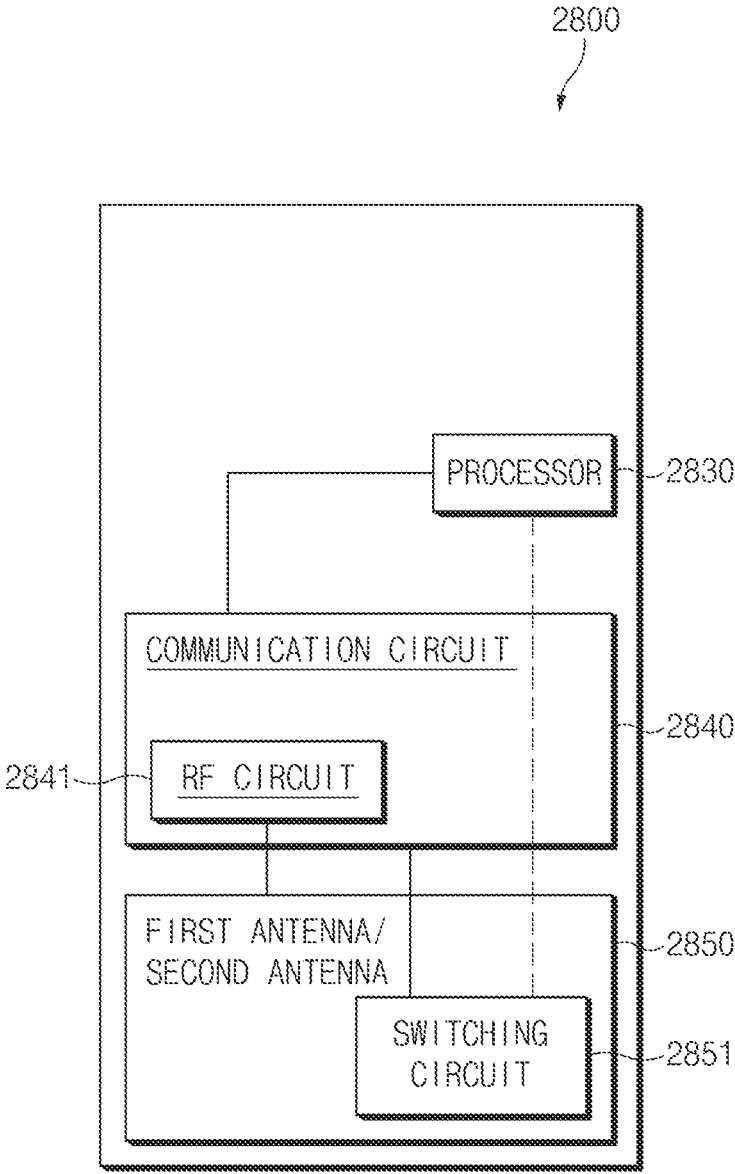 2800
PROCESSOR
2830
COMMUNICATION CIRCUIT
2840
2841
RF CIRCUIT
FIRST ANTENNA/
SECOND ANTENNA
2850
SWITCHING
CIRCUIT
2851